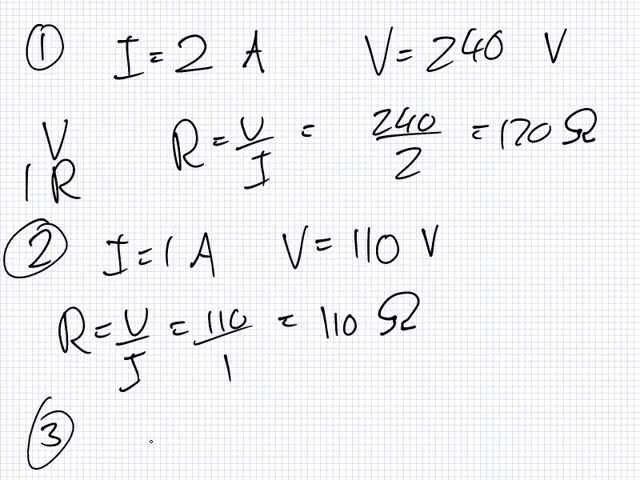 ① I = 2 A V = 240 V
V R = V/I = 240/2 = 120 Ω
I R
② I = 1 A V = 110 V
R = V/I = 110/1 = 110 Ω
③